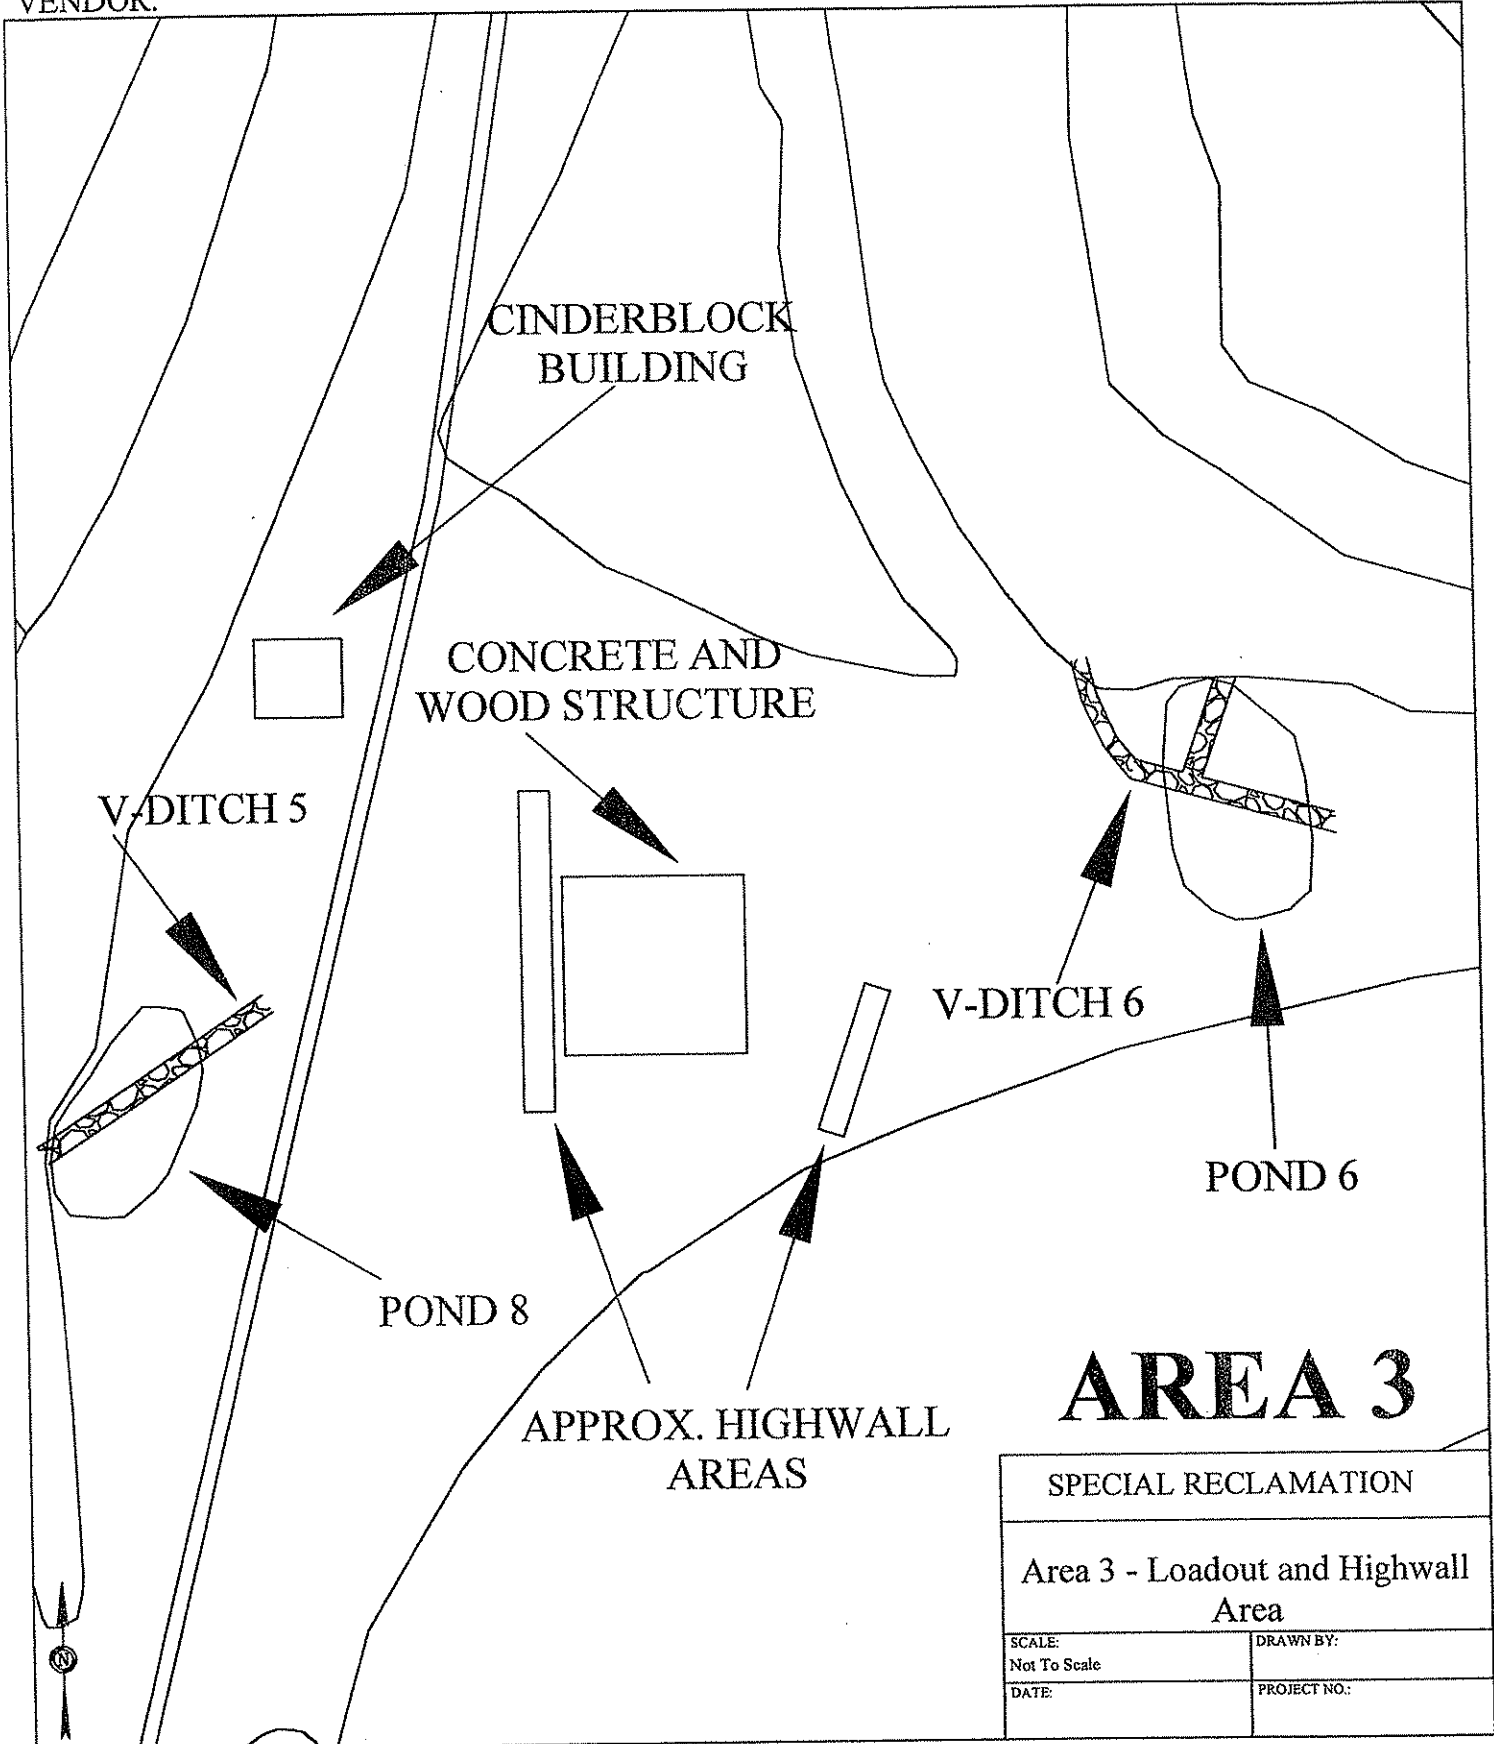 VENDOR:
CINDERBLOCK
BUILDING
CONCRETE AND
WOOD STRUCTURE
V-DITCH 5
V-DITCH 6
POND 6
POND 8
APPROX. HIGHWALL
AREAS
AREA 3
SPECIAL RECLAMATION
Area 3 - Loadout and Highwall
Area
SCALE:
Not To Scale
DRAWN BY:
DATE:
PROJECT NO.:
N